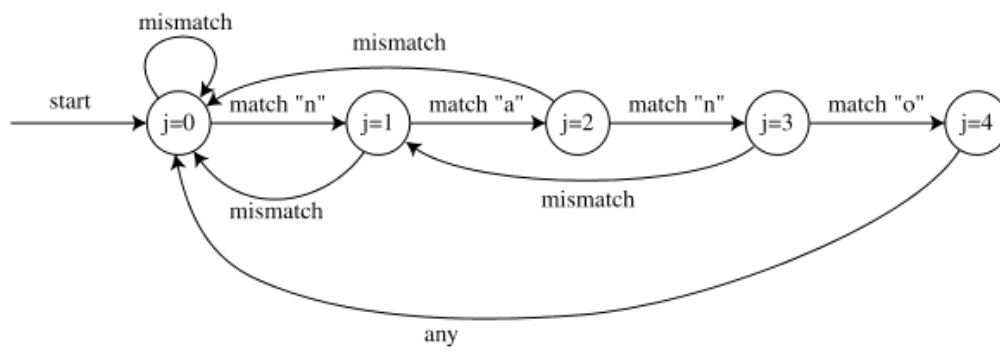 mismatch
mismatch
start
match "n"
match "a"
match "n"
match "o"
j=0
j=1
j=2
j=3
j=4
mismatch
mismatch
any